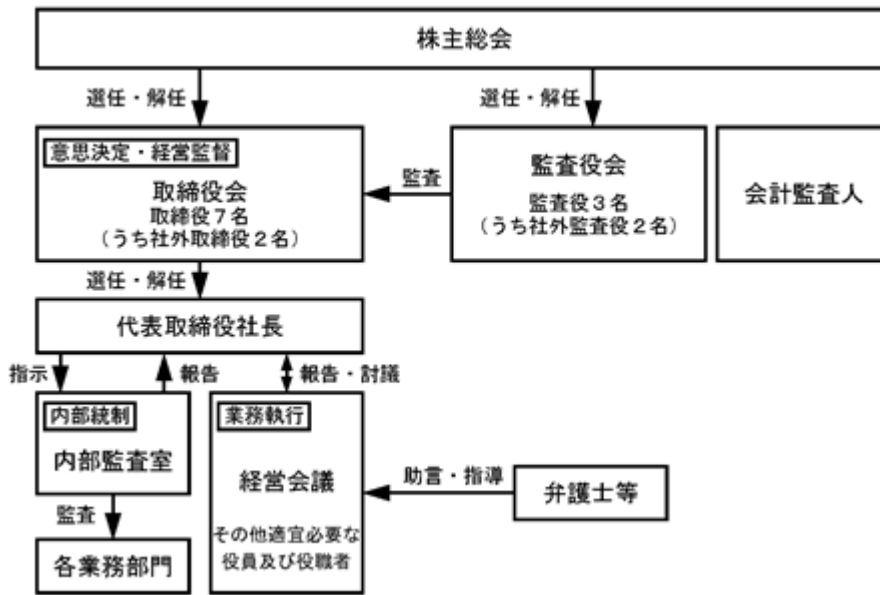 株主総会
選任・解任
選任・解任
意思決定・経営監督
取締役会
取締役７名
（うち社外取締役２名）
監査
監査役会
監査役３名
（うち社外監査役２名）
会計監査人
選任・解任
代表取締役社長
指示
報告
報告・討議
内部統制
内部監査室
業務執行
経営会議
その他適宜必要な
役員及び役職者
助言・指導
弁護士等
監査
各業務部門